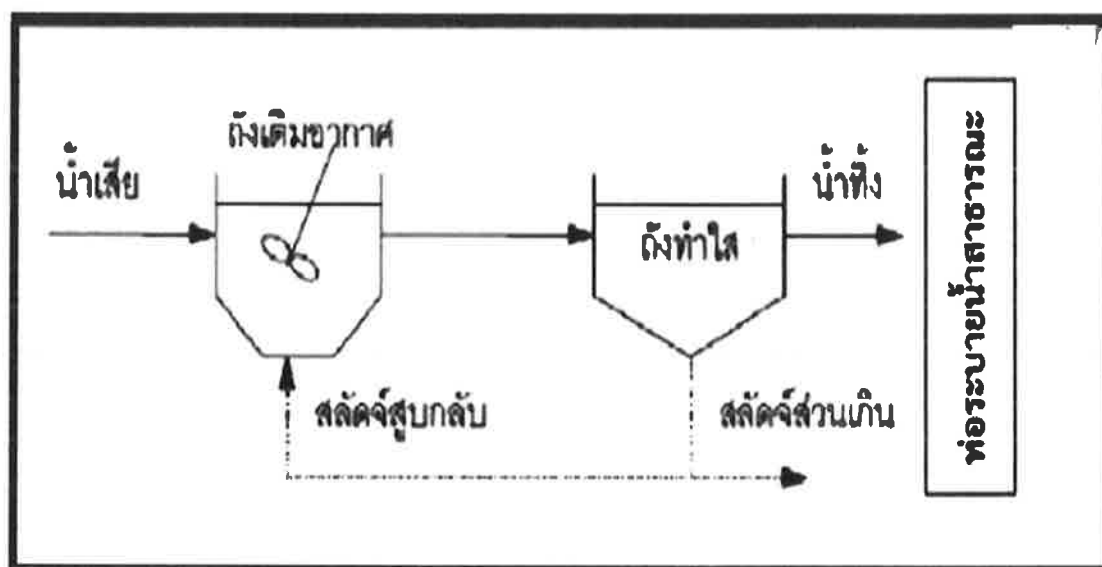 ถังเติมอากาศ
น้ำเสีย
น้ำทิ้ง
ถังทำใส
สลัดจ์สูบกลับ
สลัดจ์ส่วนเกิน
ท่อระบายน้ำสาธารณะ